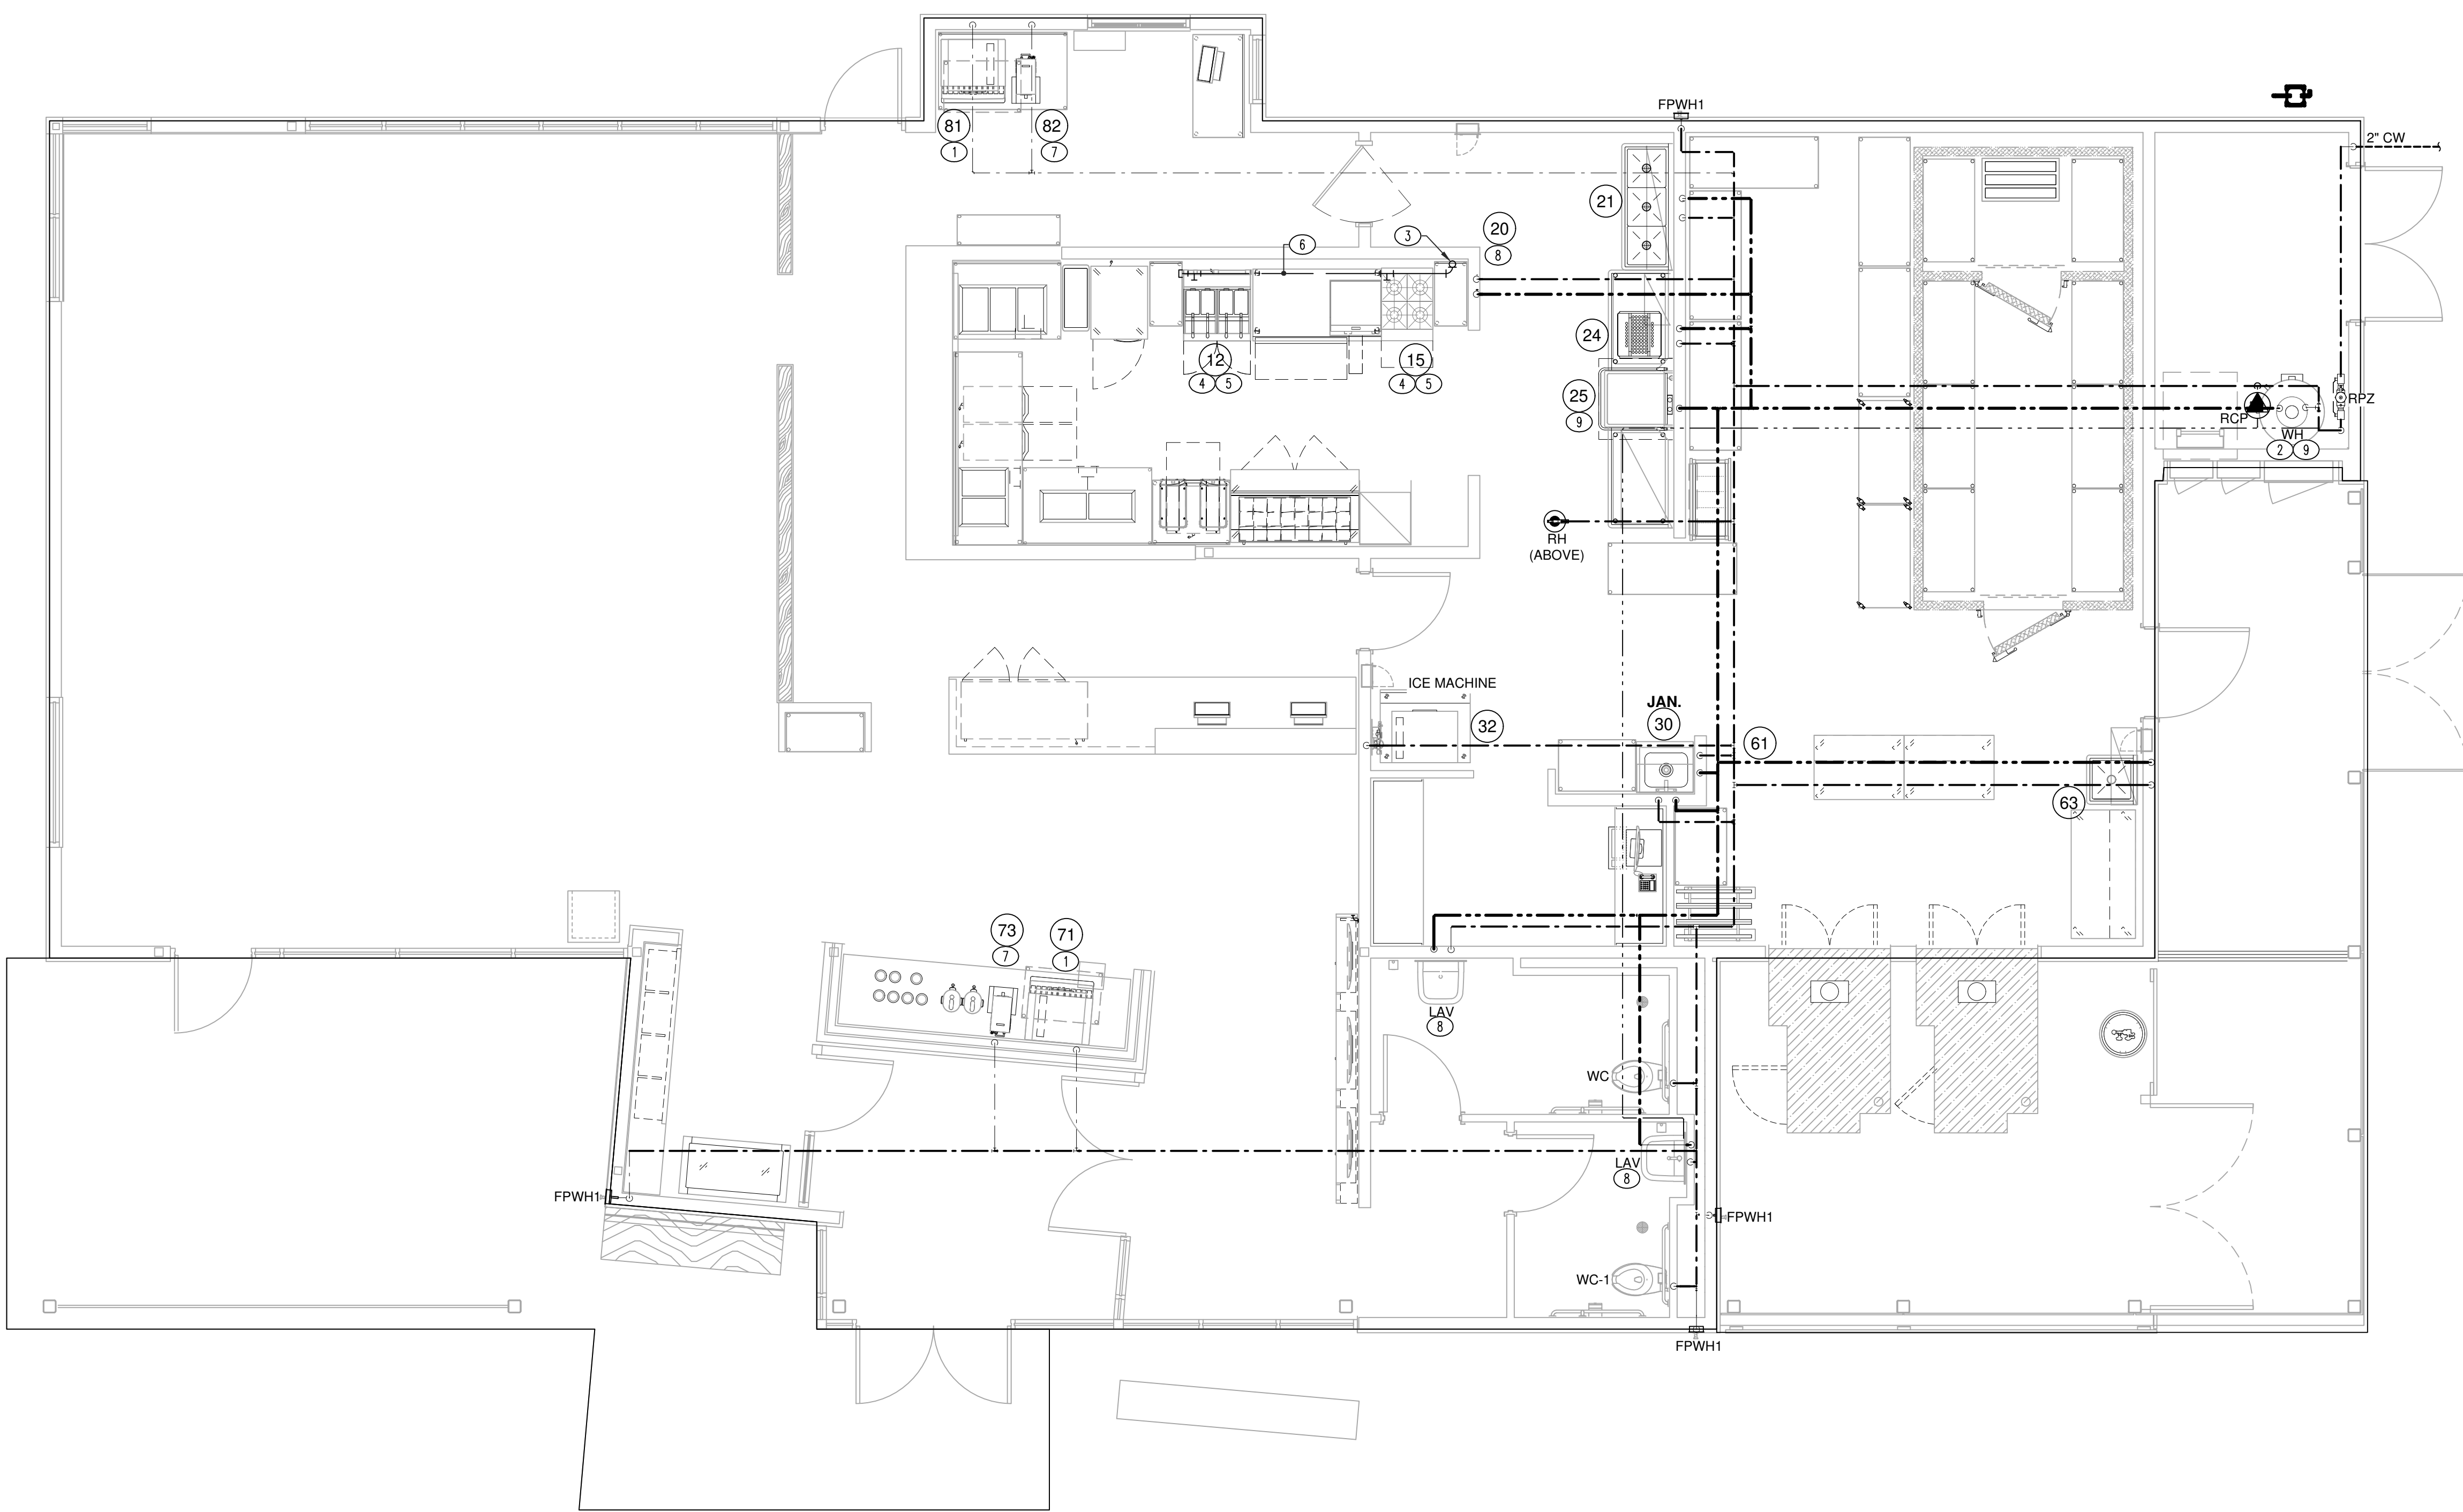 FPWH1
2" CW
81
82
1
7
21
20
8
3
6
24
12
4 5
15
4 5
25
9
RCP
RPZ
WH
2 9
RH
(ABOVE)
ICE MACHINE
32
JAN.
30
61
63
73
7
71
1
LAV
8
WC
LAV
8
FPWH1
FPWH1
WC-1
FPWH1